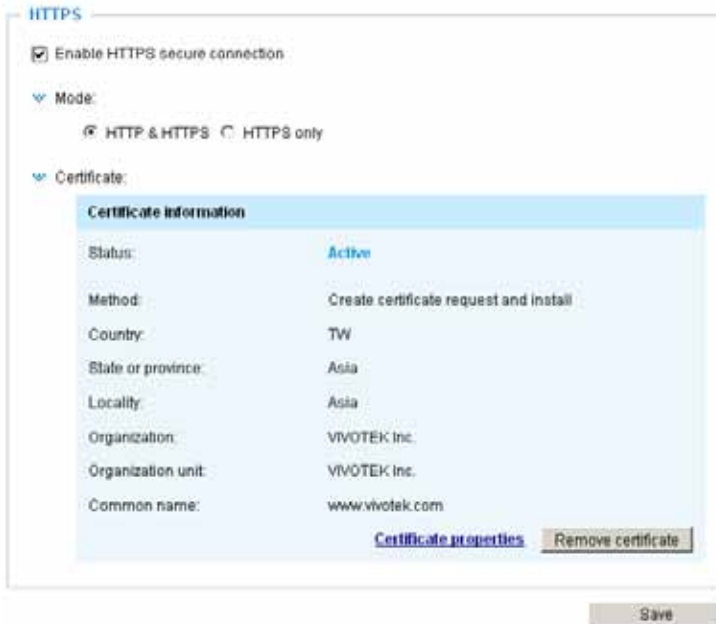 HTTPS
Enable HTTPS secure connection
Mode:
HTTP & HTTPS HTTPS only
Certificate:
Certificate information
Status: Active
Method: Create certificate request and install
Country: TW
State or province: Asia
Locality: Asia
Organization: VIVOTEK Inc.
Organization unit: VIVOTEK Inc.
Common name: www.vivotek.com
Certificate properties Remove certificate
Save